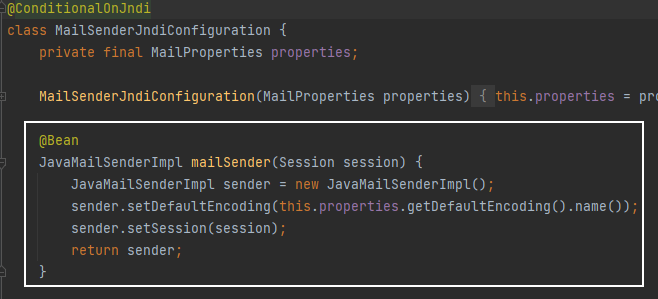 @ConditionalOnJndi
class MailSenderJndiConfiguration {
private final MailProperties properties;
MailSenderJndiConfiguration(MailProperties properties) { this.properties = pro
@Bean
JavaMailSenderImpl mailSender(Session session) {
JavaMailSenderImpl sender = new JavaMailSenderImpl();
sender.setDefaultEncoding(this.properties.getDefaultEncoding().name());
sender.setSession(session);
return sender;
}